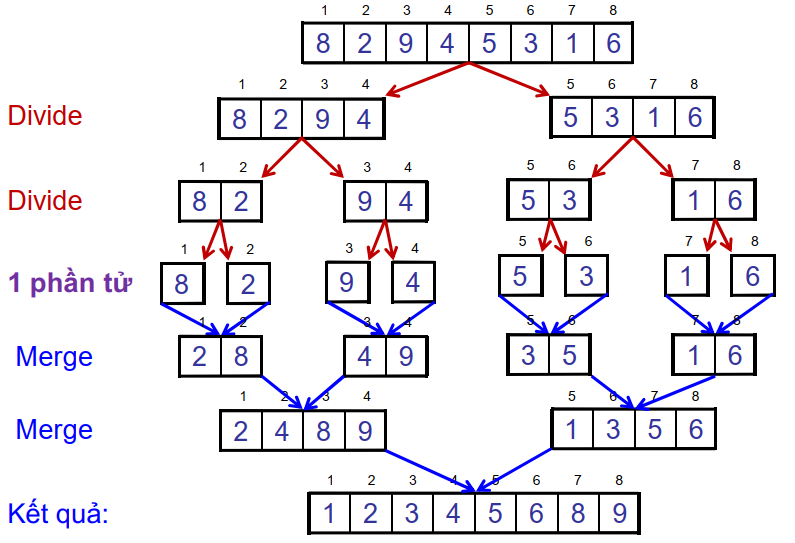 1 2 3 4 5 6 7 8
8 2 9 4 5 3 1 6
1 2 3 4 5 6 7 8
Divide 8 2 9 4 5 3 1 6
1 2 3 4 5 6 7 8
Divide 8 2 9 4 5 3 1 6
1 2 3 4 5 6 7 8
1 phần tử 8 2 9 4 5 3 1 6
1 2 3 4 5 6 7 8
Merge 2 8 4 9 3 5 1 6
1 2 3 4 5 6 7 8
Merge 2 4 8 9 1 3 5 6
1 2 3 4 5 6 7 8
Kết quả: 1 2 3 4 5 6 8 9